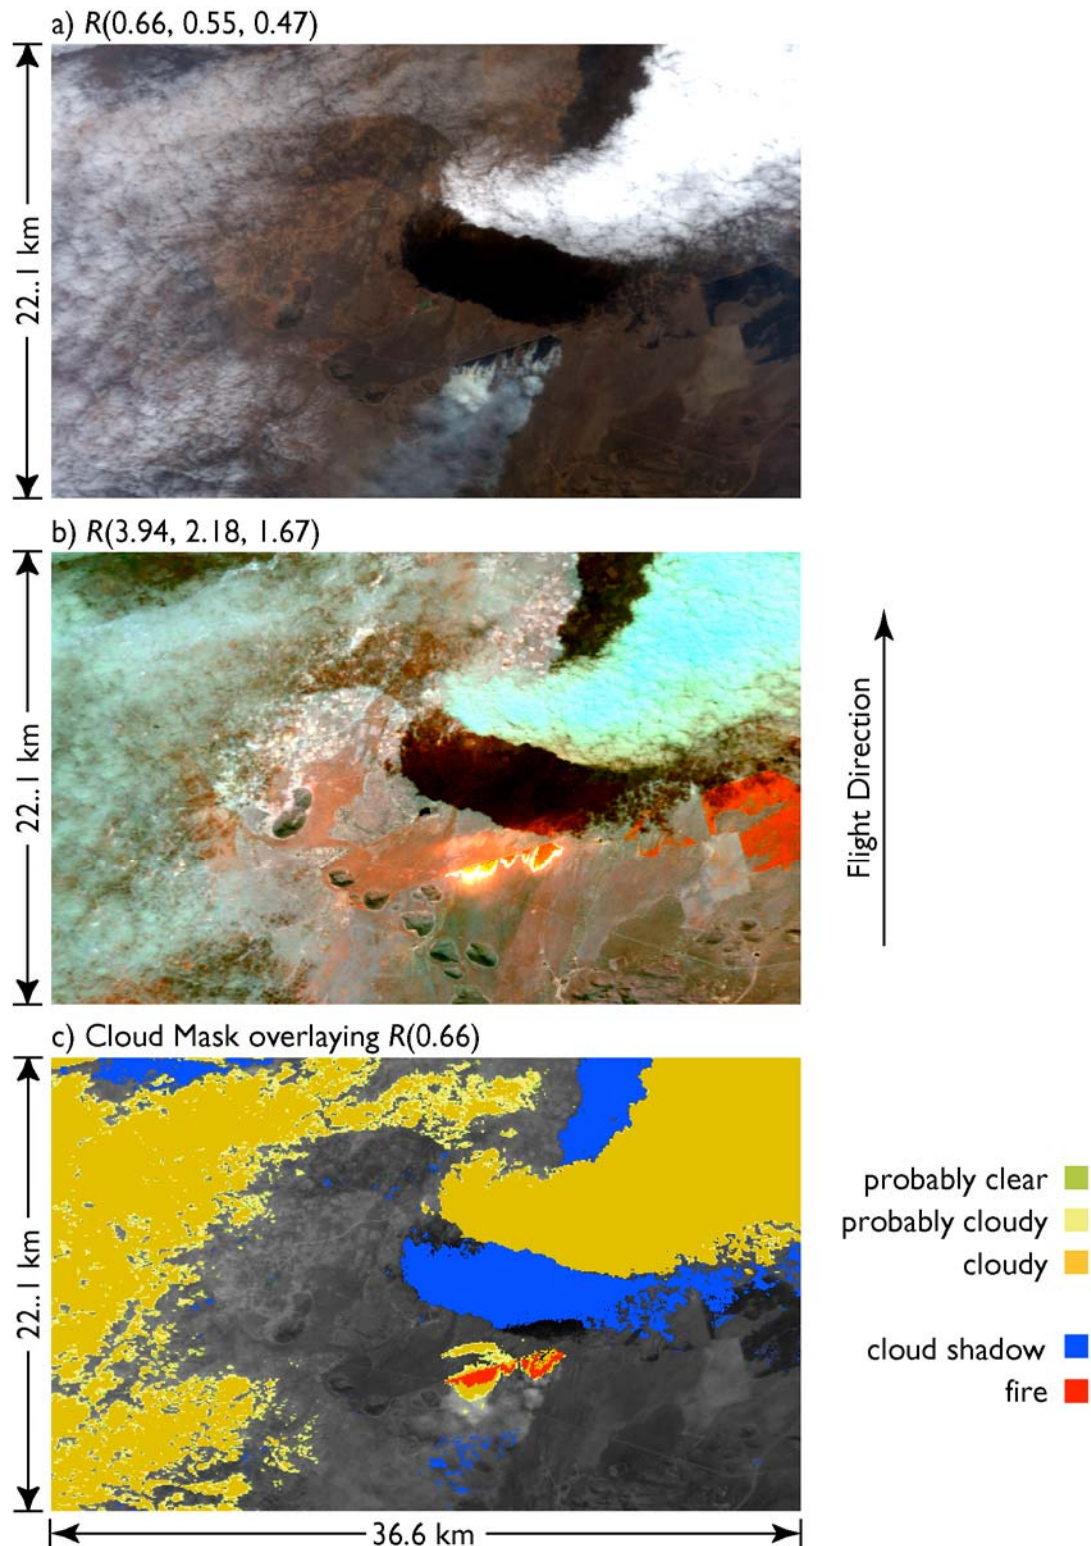 a) R(0.66, 0.55, 0.47)
22..1 km
b) R(3.94, 2.18, 1.67)
22..1 km
Flight Direction
c) Cloud Mask overlaying R(0.66)
22..1 km
probably clear
probably cloudy
cloudy
cloud shadow
fire
36.6 km